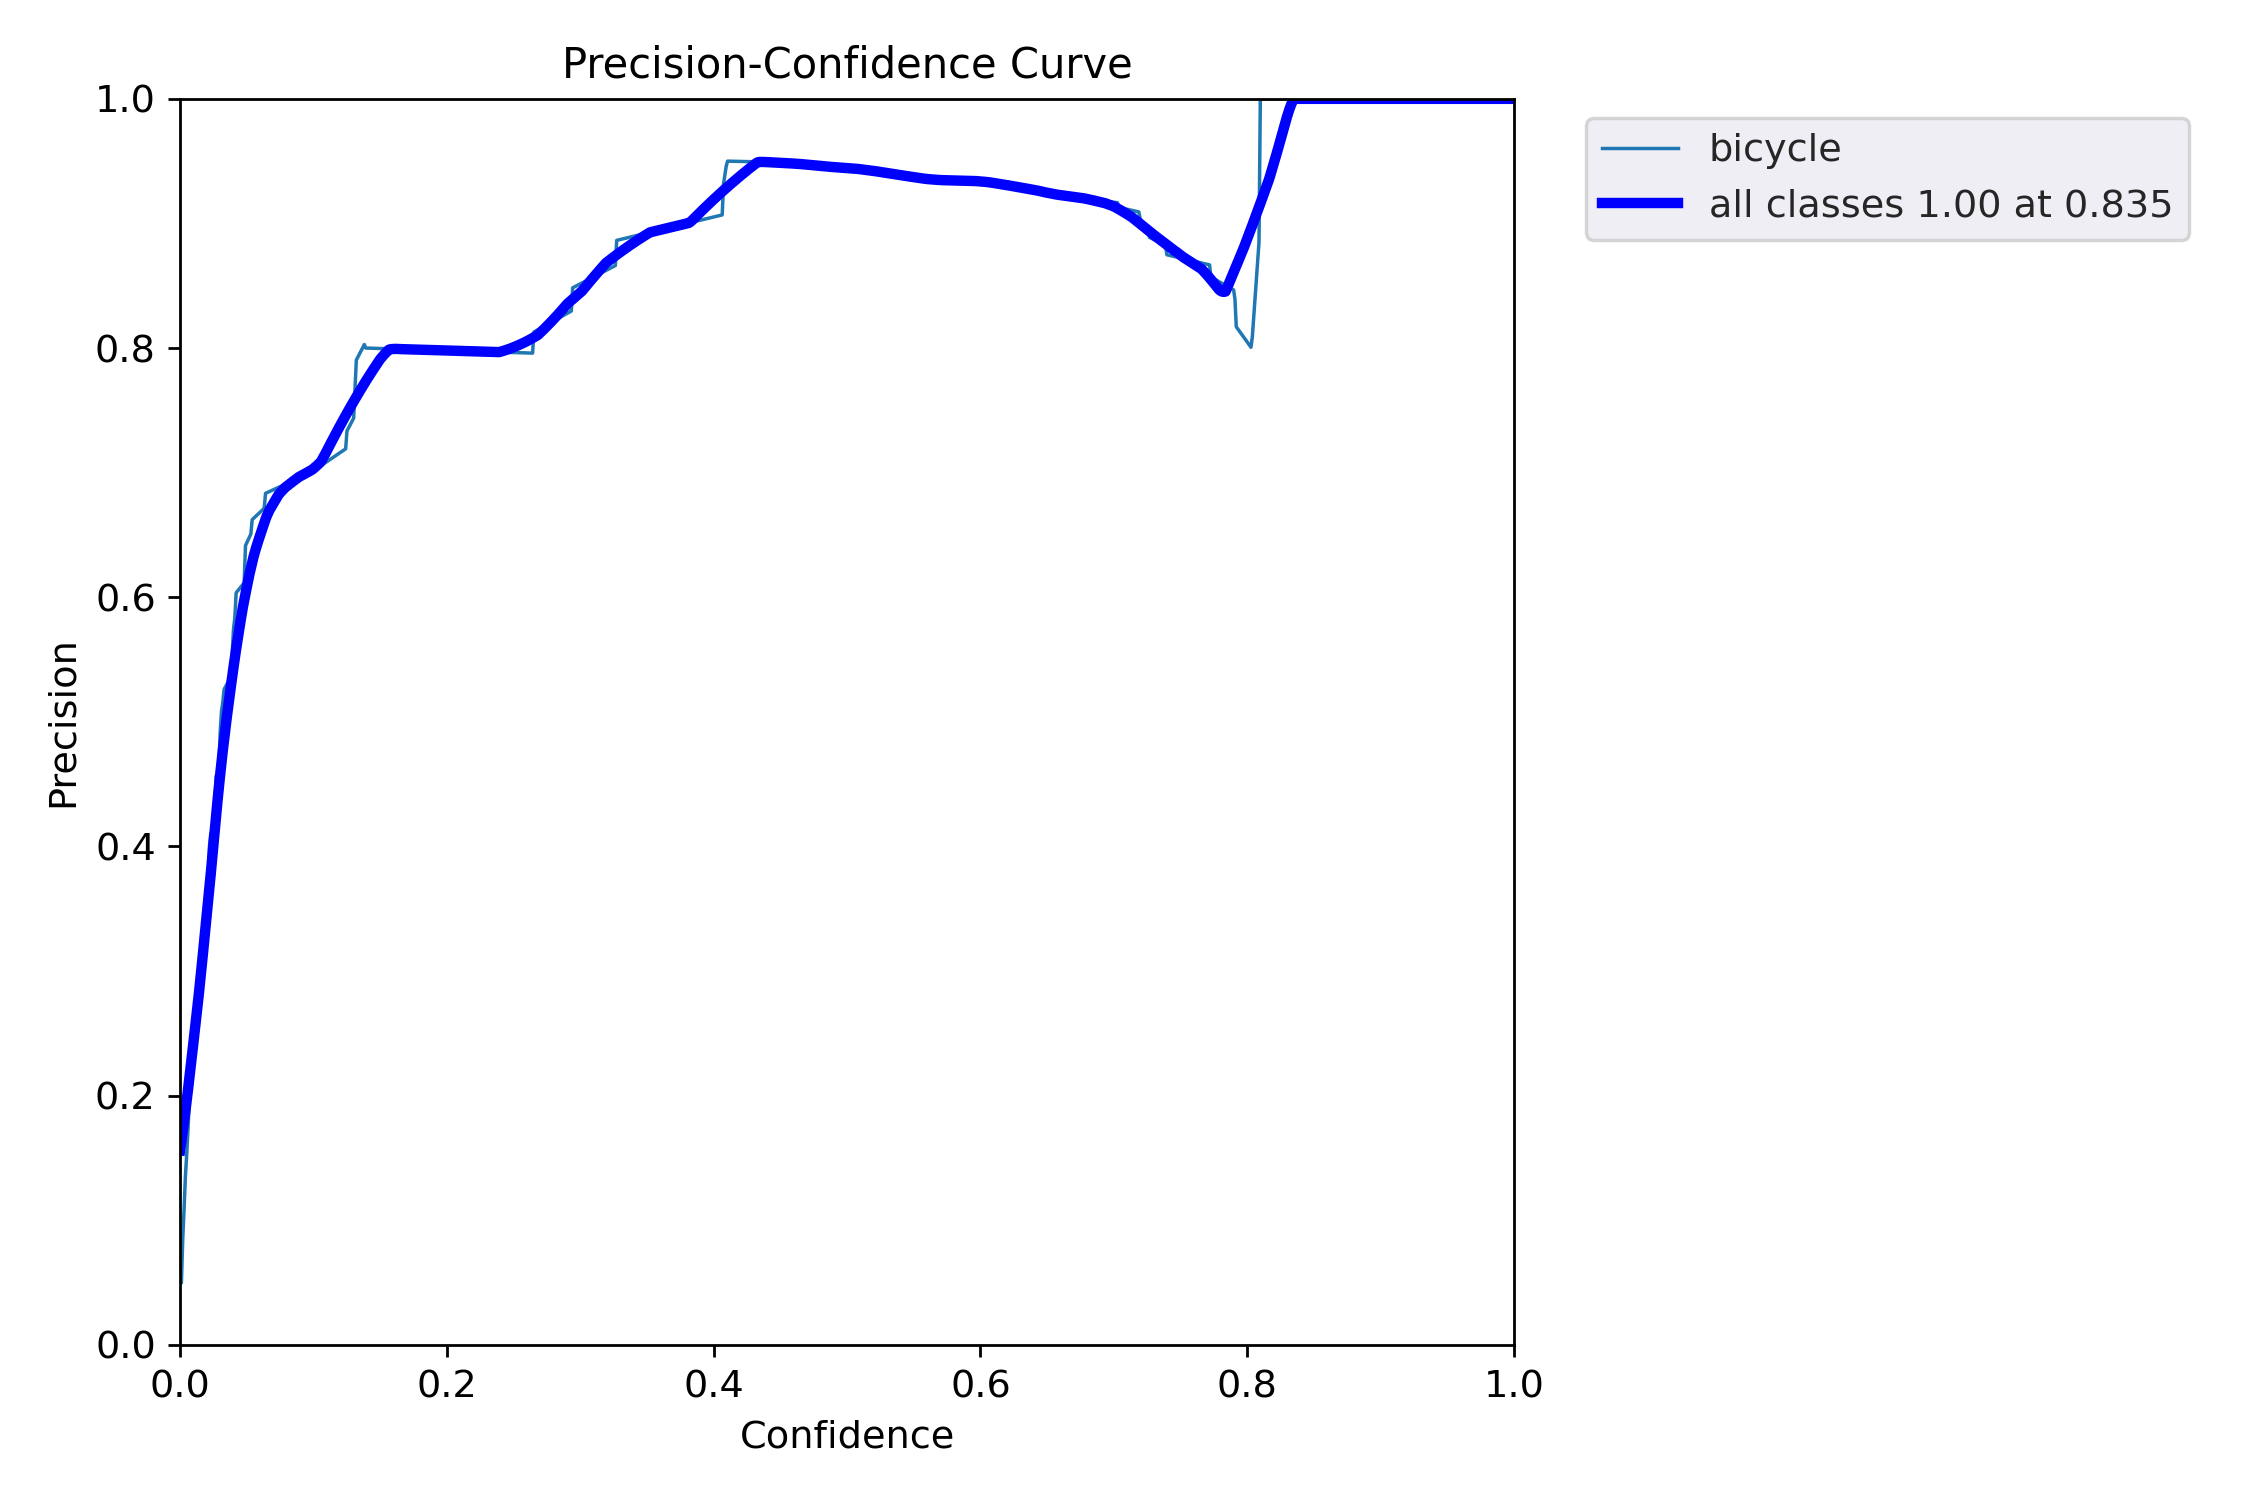 Precision-Confidence Curve
1.0
0.8
0.6
0.4
0.2
0.0
Precision
0.0 0.2 0.4 0.6 0.8 1.0
Confidence
bicycle
all classes 1.00 at 0.835